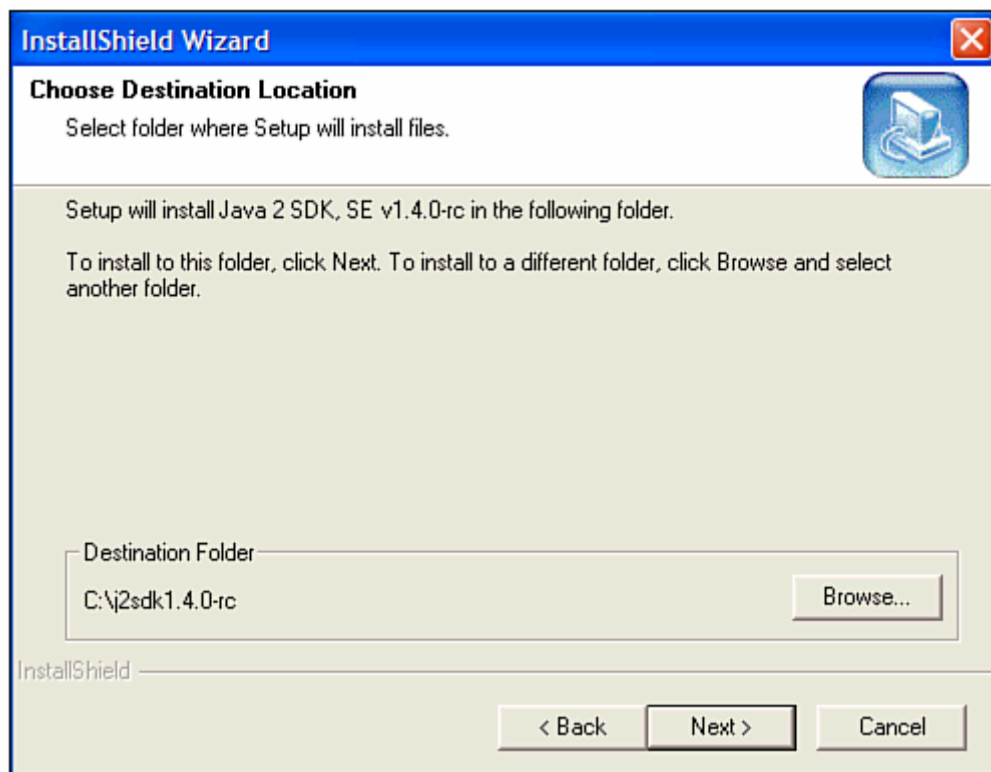 InstallShield Wizard
Choose Destination Location
Select folder where Setup will install files.
Setup will install Java 2 SDK, SE v1.4.0-rc in the following folder.
To install to this folder, click Next. To install to a different folder, click Browse and select
another folder.
Destination Folder
C:\j2sdk1.4.0-rc
Browse...
InstallShield
< Back
Next >
Cancel